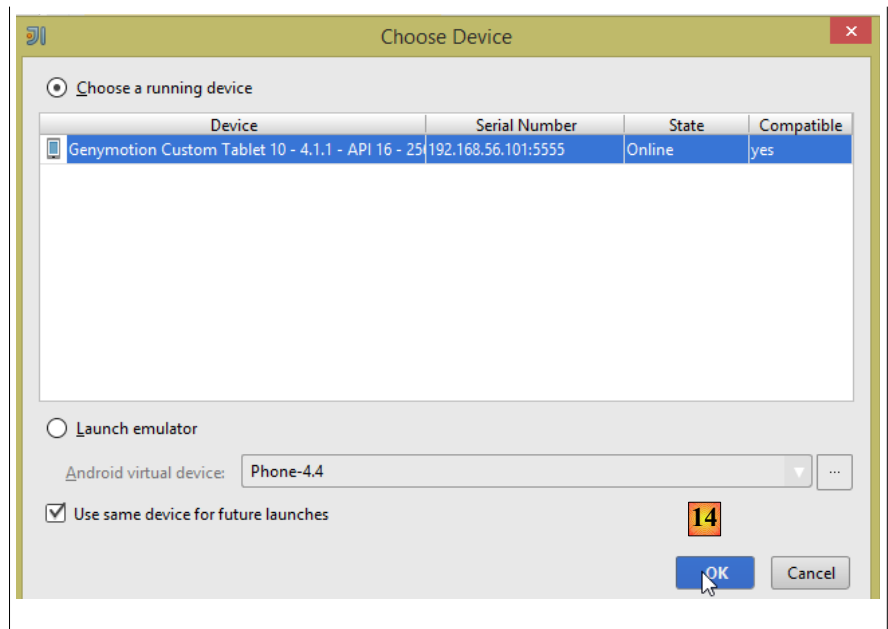 Choose Device
Choose a running device
Device Serial Number State Compatible
Genymotion Custom Tablet 10 - 4.1.1 - API 16 - 25 192.168.56.101:5555 Online yes
Launch emulator
Android virtual device: Phone-4.4 ...
Use same device for future launches
14
OK Cancel